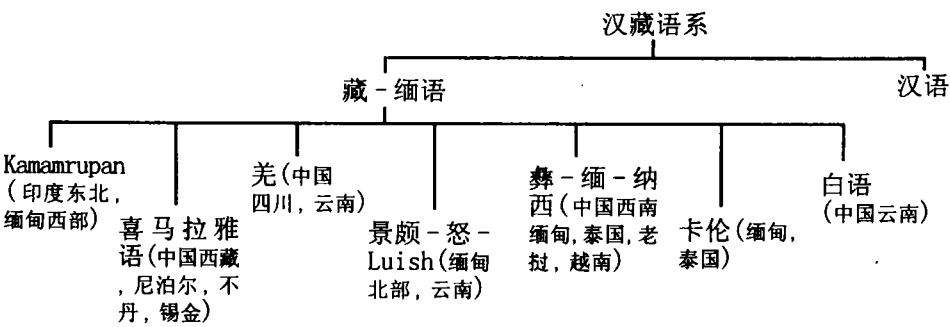 汉藏语系
藏-缅语
汉语
Kamamrupan
(印度东北,
缅甸西部)
喜马拉雅
语(中国西藏
,尼泊尔,不
丹,锡金)
羌(中国
四川,云南)
景颇-怒-
Luish(缅甸
北部,云南)
彝-缅-纳
西(中国西南
缅甸,泰国,老
挝,越南)
卡伦(缅甸,
泰国)
白语
(中国云南)